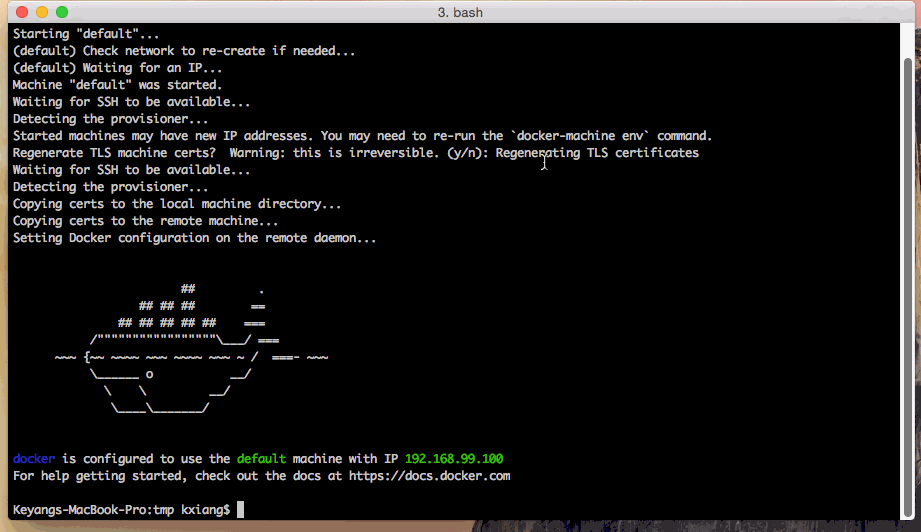 3. bash
Starting "default"...
(default) Check network to re-create if needed...
(default) Waiting for an IP...
Machine "default" was started.
Waiting for SSH to be available...
Detecting the provisioner...
Started machines may have new IP addresses. You may need to re-run the `docker-machine env` command.
Regenerate TLS machine certs?  Warning: this is irreversible. (y/n): Regenerating TLS certificates
Waiting for SSH to be available...
Detecting the provisioner...
Copying certs to the local machine directory...
Copying certs to the remote machine...
Setting Docker configuration on the remote daemon...
                        ##         .
                  ## ## ##        ==
               ## ## ## ## ##    ===
           /"""""""""""""""""\___/ ===
      ~~~ {~~ ~~~~ ~~~ ~~~~ ~~~ ~ /  ===- ~~~
           \______ o           __/
             \    \         __/
              \____\_______/
docker is configured to use the default machine with IP 192.168.99.100
For help getting started, check out the docs at https://docs.docker.com
Keyangs-MacBook-Pro:tmp kxiang$